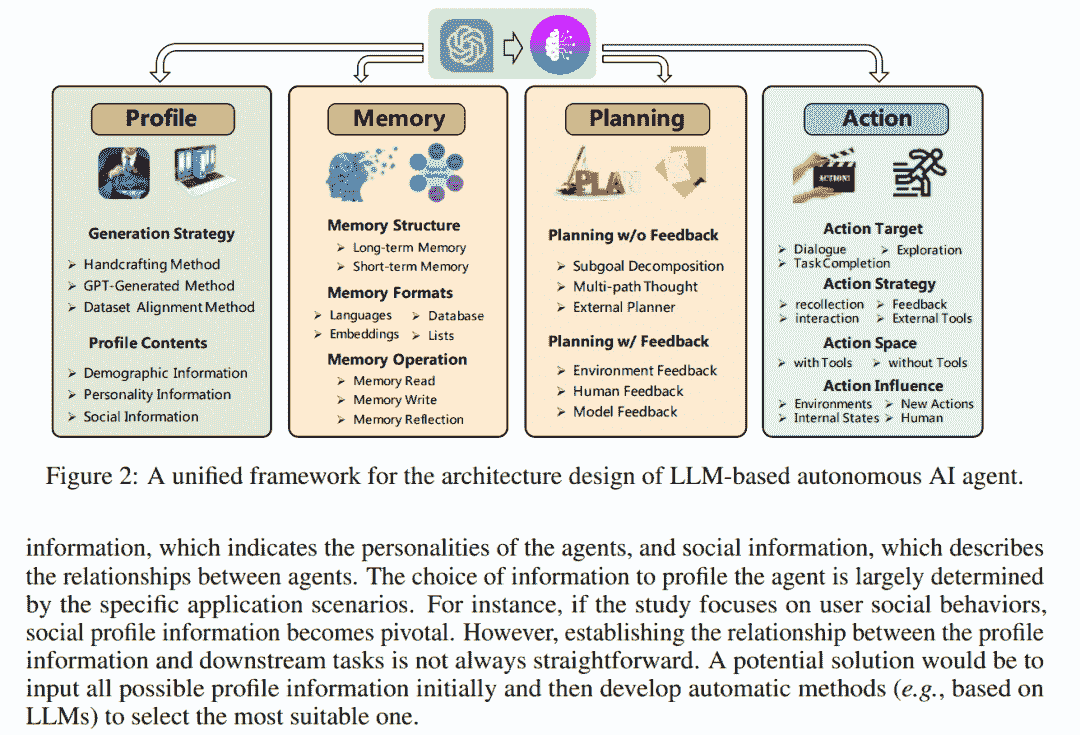 Profile
Generation Strategy
➢ Handcrafting Method
➢ GPT-Generated Method
➢ Dataset Alignment Method
Profile Contents
➢ Demographic Information
➢ Personality Information
➢ Social Information
Memory
Memory Structure
➢ Long-term Memory
➢ Short-term Memory
Memory Formats
➢ Languages ➢ Database
➢ Embeddings ➢ Lists
Memory Operation
➢ Memory Read
➢ Memory Write
➢ Memory Reflection
Planning
PLAN
Planning w/o Feedback
➢ Subgoal Decomposition
➢ Multi-path Thought
➢ External Planner
Planning w/ Feedback
➢ Environment Feedback
➢ Human Feedback
➢ Model Feedback
Action
ACTION!
Action Target
➢ Dialogue ➢ Exploration
➢ TaskCompletion
Action Strategy
➢ recollection ➢ Feedback
➢ interaction ➢ External Tools
Action Space
➢ with Tools ➢ without Tools
Action Influence
➢ Environments ➢ New Actions
➢ Internal States ➢ Human
Figure 2: A unified framework for the architecture design of LLM-based autonomous AI agent.
information, which indicates the personalities of the agents, and social information, which describes
the relationships between agents. The choice of information to profile the agent is largely determined
by the specific application scenarios. For instance, if the study focuses on user social behaviors,
social profile information becomes pivotal. However, establishing the relationship between the profile
information and downstream tasks is not always straightforward. A potential solution would be to
input all possible profile information initially and then develop automatic methods (e.g., based on
LLMs) to select the most suitable one.